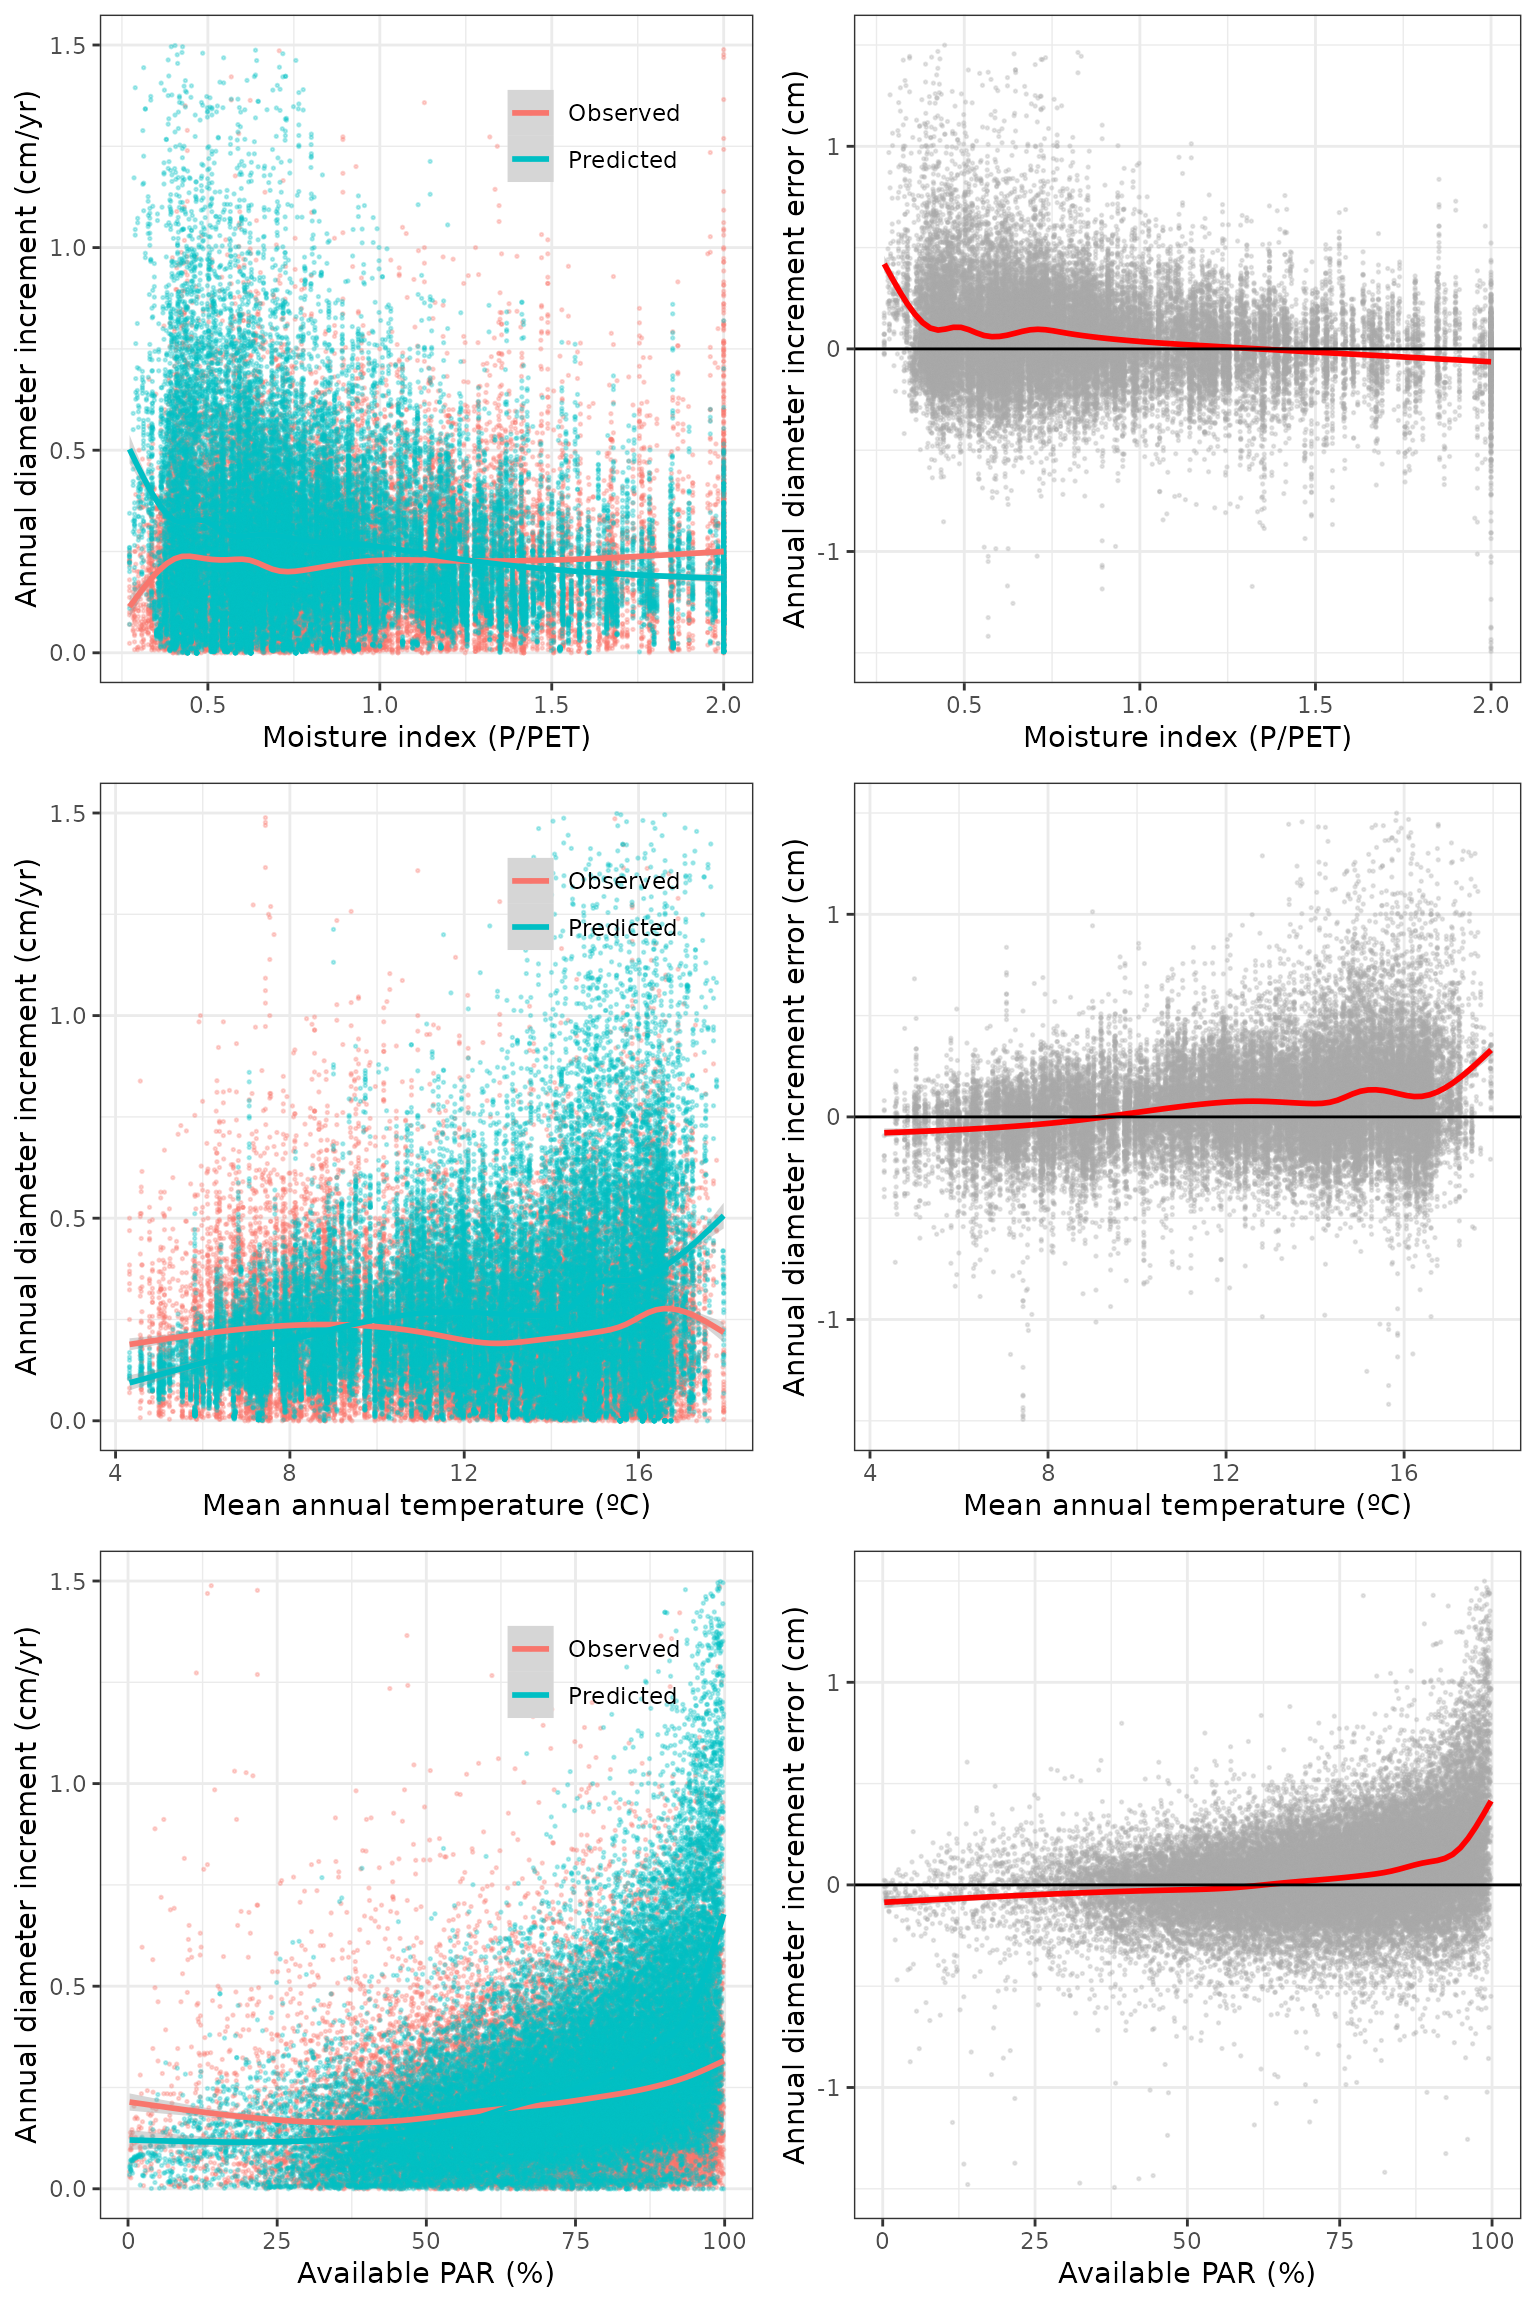 Annual diameter increment (cm/yr)
1.5
1.0
0.5
0.0
Observed
Predicted
0.5 1.0 1.5 2.0
Moisture index (P/PET)
Annual diameter increment error (cm)
1
0
-1
0.5 1.0 1.5 2.0
Moisture index (P/PET)
Annual diameter increment (cm/yr)
1.5
1.0
0.5
0.0
Observed
Predicted
4 8 12 16
Mean annual temperature (ºC)
Annual diameter increment error (cm)
1
0
-1
4 8 12 16
Mean annual temperature (ºC)
Annual diameter increment (cm/yr)
1.5
1.0
0.5
0.0
Observed
Predicted
0 25 50 75 100
Available PAR (%)
Annual diameter increment error (cm)
1
0
-1
0 25 50 75 100
Available PAR (%)